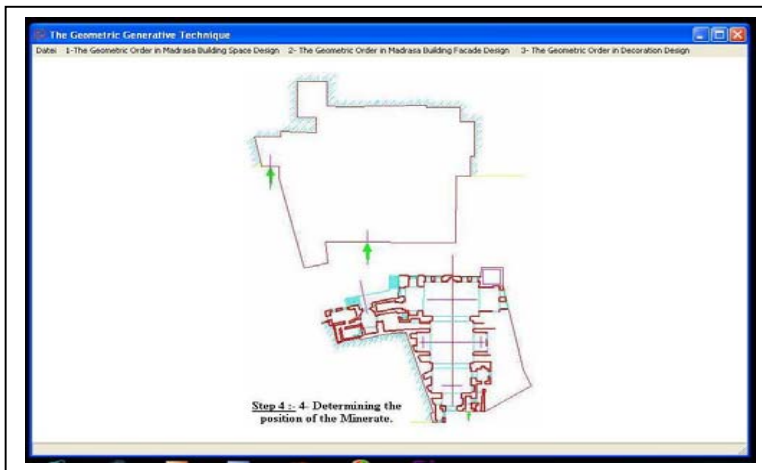 The Geometric Generative Technique
Datei 1-The Geometric Order in Madrasa Building Space Design 2- The Geometric Order in Madrasa Building Facade Design 3- The Geometric Order in Decoration Design
Step 4 :- 4- Determining the
position of the Minerate.